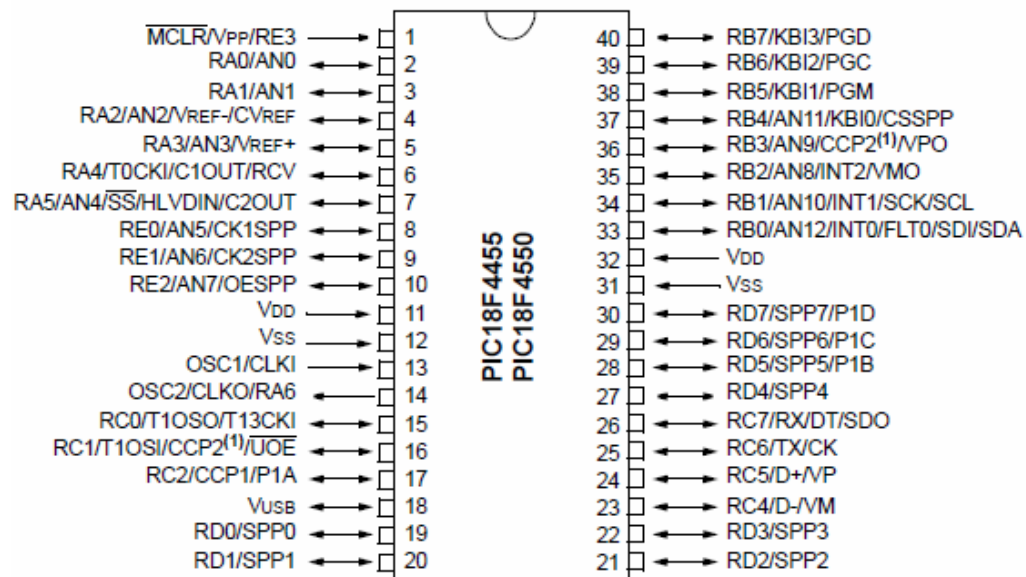 MCLR/VPP/RE3 1 40 RB7/KBI3/PGD
RA0/AN0 2 39 RB6/KBI2/PGC
RA1/AN1 3 38 RB5/KBI1/PGM
RA2/AN2/VREF-/CVREF 4 37 RB4/AN11/KBI0/CSSPP
RA3/AN3/VREF+ 5 36 RB3/AN9/CCP2(1)/VPO
RA4/T0CKI/C1OUT/RCV 6 35 RB2/AN8/INT2/VMO
RA5/AN4/SS/HLVDIN/C2OUT 7 34 RB1/AN10/INT1/SCK/SCL
RE0/AN5/CK1SPP 8 33 RB0/AN12/INT0/FLT0/SDI/SDA
RE1/AN6/CK2SPP 9 32 VDD
RE2/AN7/OESPP 10 31 VSS
VDD 11 30 RD7/SPP7/P1D
VSS 12 29 RD6/SPP6/P1C
OSC1/CLKI 13 28 RD5/SPP5/P1B
OSC2/CLKO/RA6 14 27 RD4/SPP4
RC0/T1OSO/T13CKI 15 26 RC7/RX/DT/SDO
RC1/T1OSI/CCP2(1)/UOE 16 25 RC6/TX/CK
RC2/CCP1/P1A 17 24 RC5/D+/VP
VUSB 18 23 RC4/D-/VM
RD0/SPP0 19 22 RD3/SPP3
RD1/SPP1 20 21 RD2/SPP2
PIC18F4455
PIC18F4550